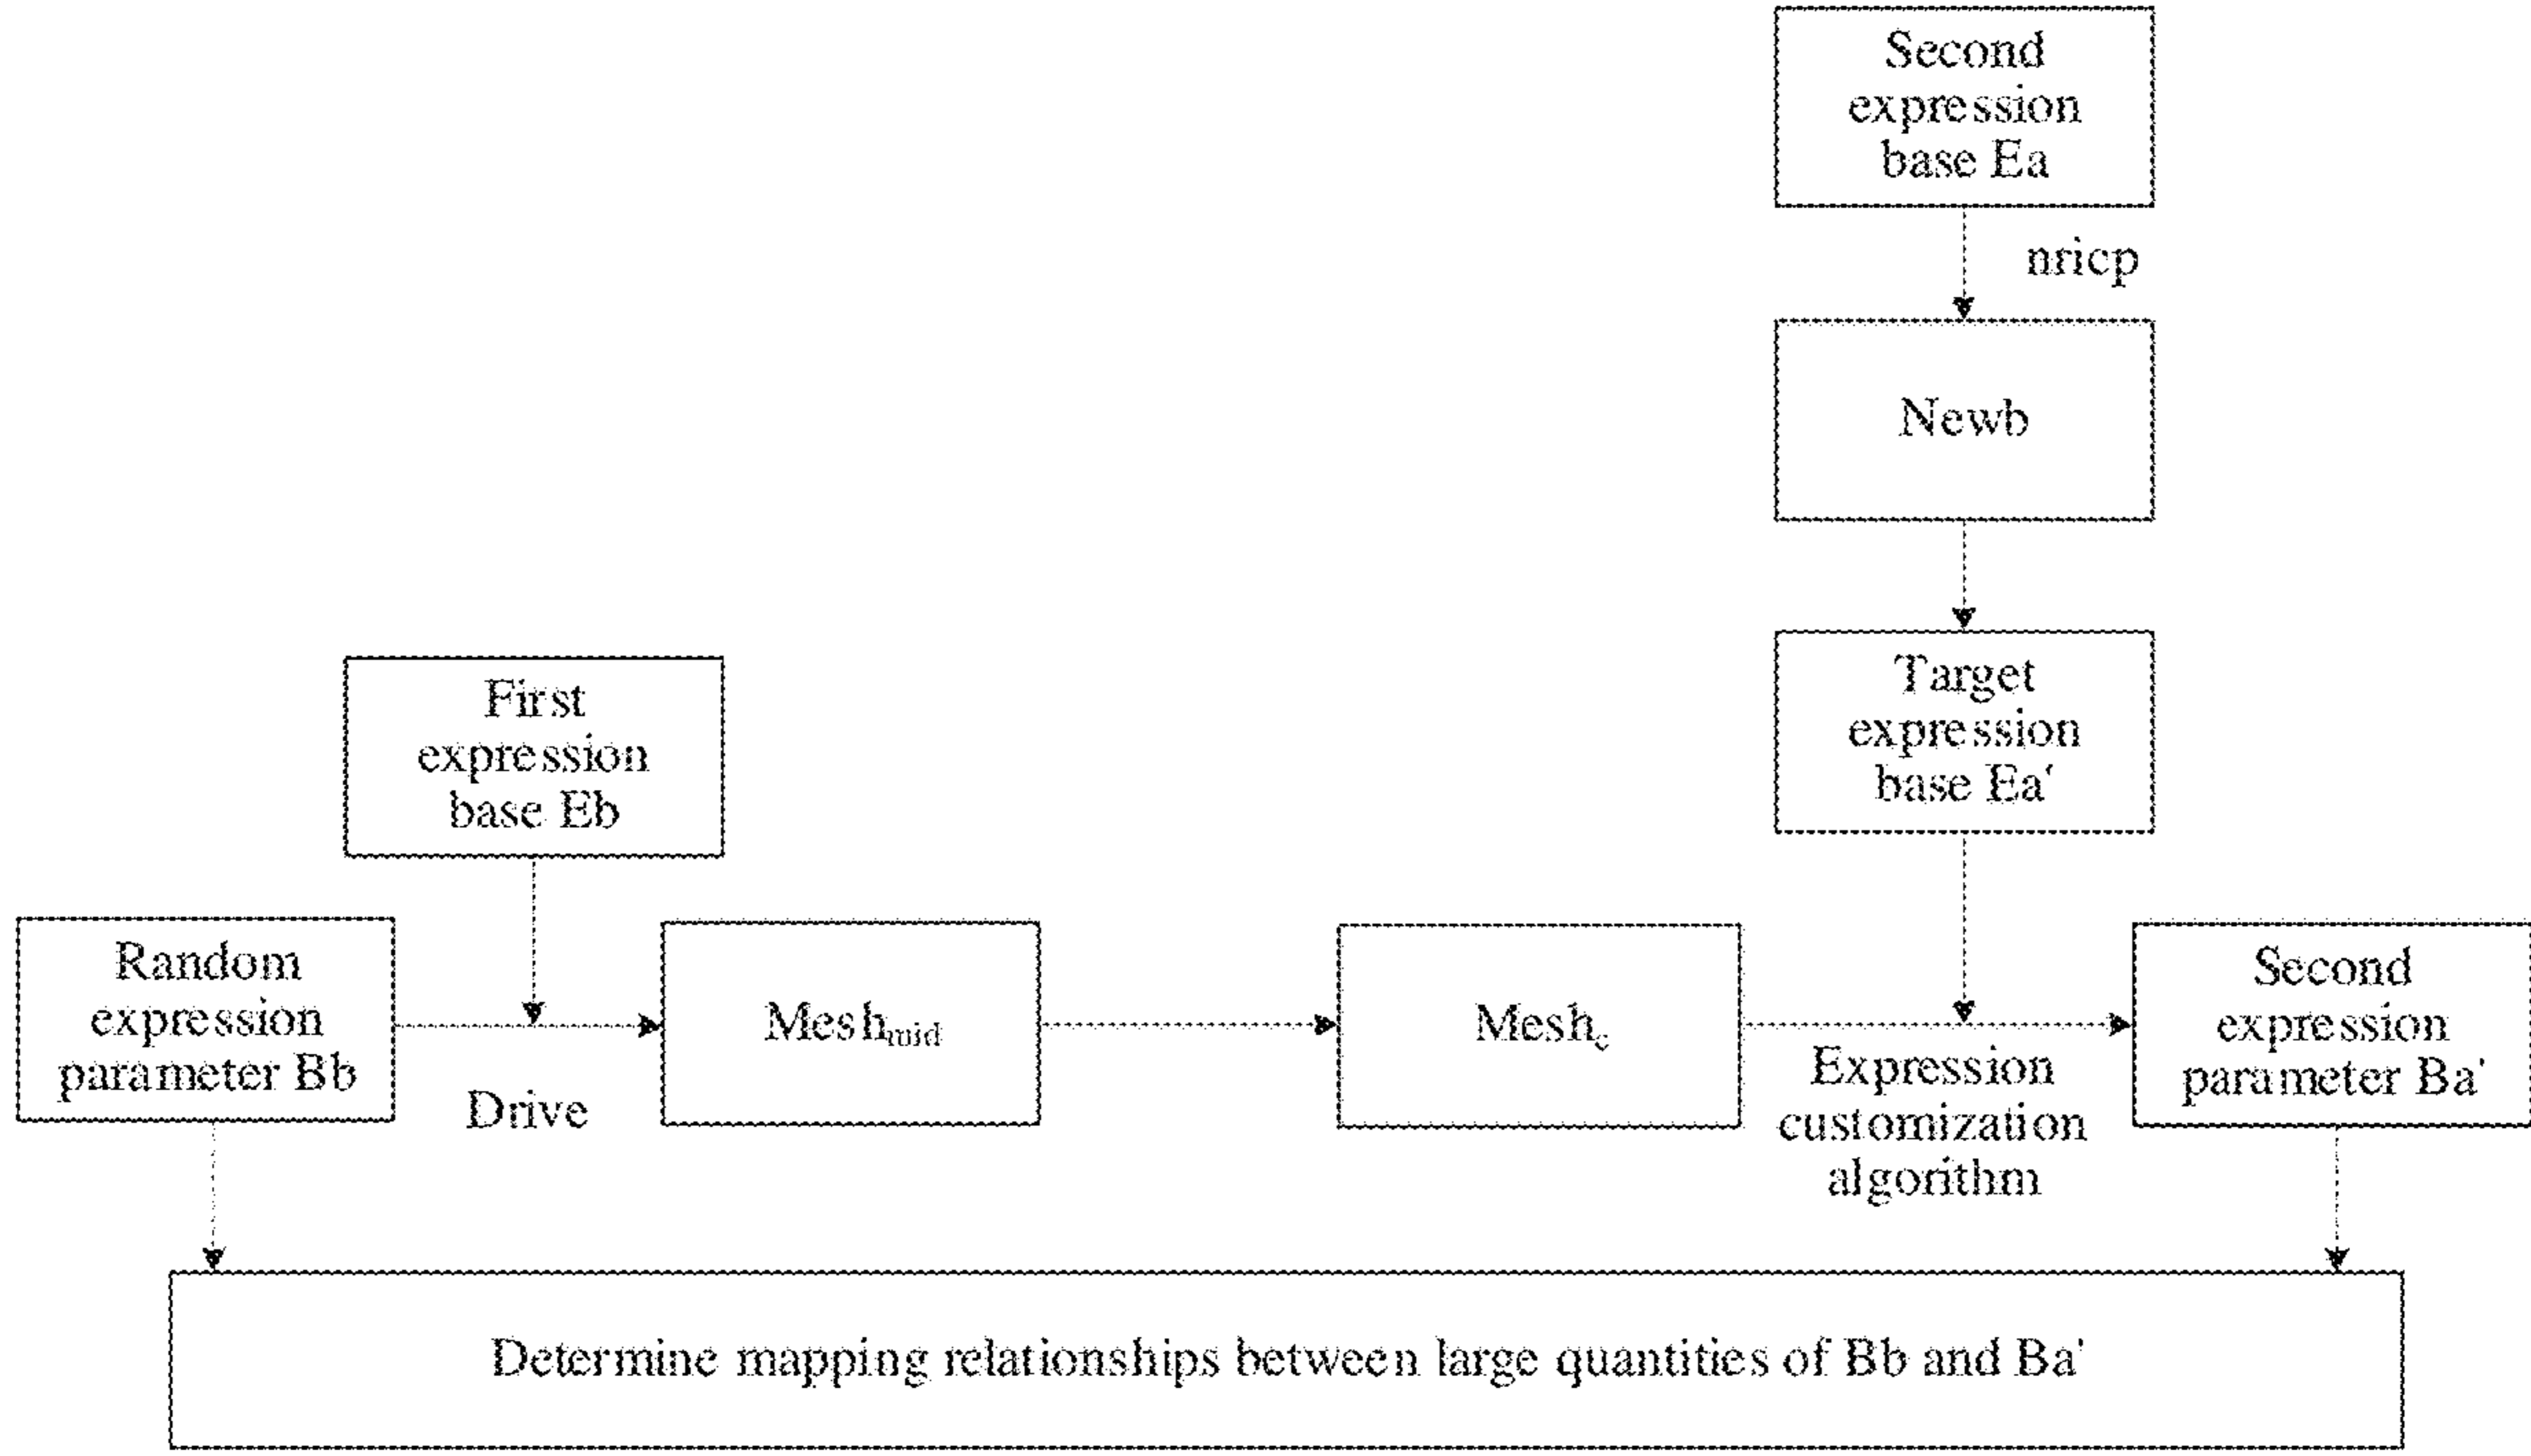 Second
expression
base Ea
nricp
Newb
Target
expression
base Ea'
First
expression
base Eb
Random
expression
parameter Bb
Drive
Meshmid
Meshc
Expression
customization
algorithm
Second
expression
parameter Ba'
Determine mapping relationships between large quantities of Bb and Ba'